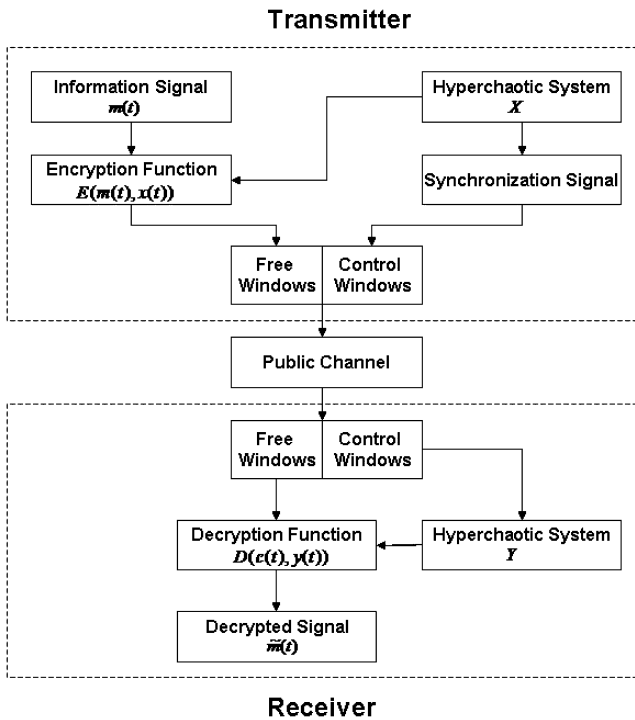 Transmitter
Information Signal
m(t)
Hyperchaotic System
X
Encryption Function
E(m(t),x(t))
Synchronization Signal
Free
Windows
Control
Windows
Public Channel
Free
Windows
Control
Windows
Decryption Function
D(c(t),y(t))
Hyperchaotic System
Y
Decrypted Signal
m̃(t)
Receiver